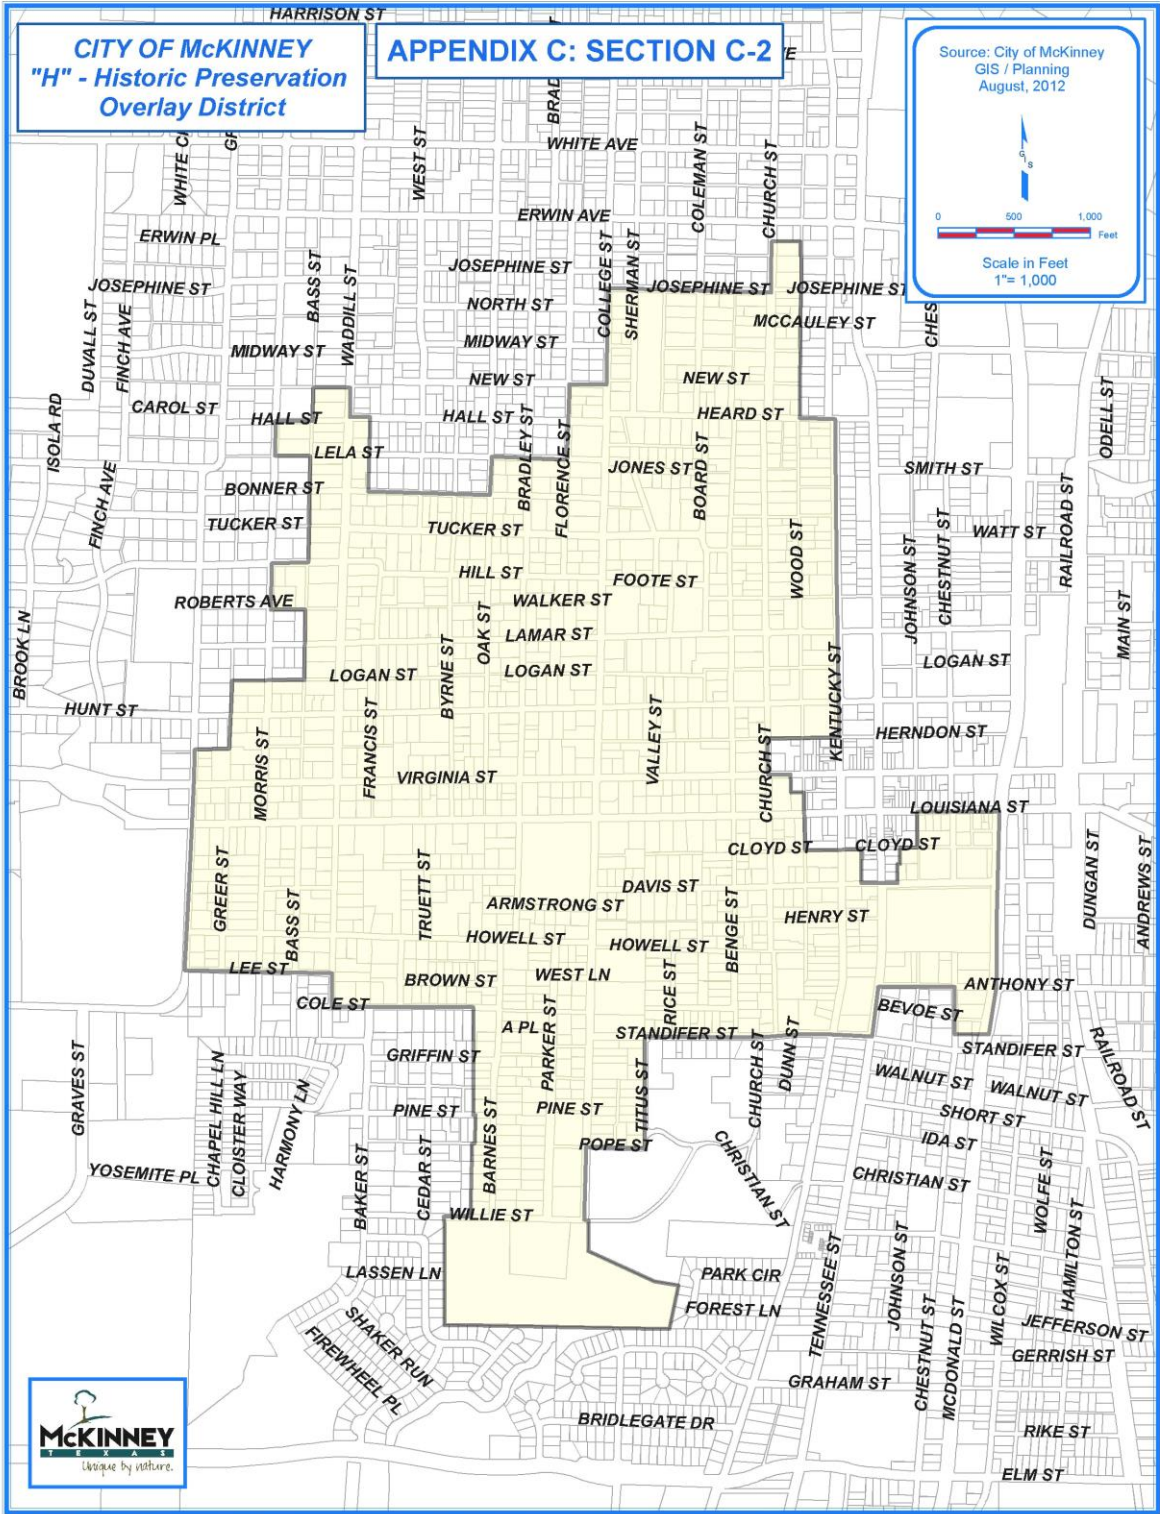 HARRISON ST
CITY OF McKINNEY
"H" - Historic Preservation
Overlay District
APPENDIX C: SECTION C-2
Source: City of McKinney
GIS / Planning
August, 2012
GIS
0 500 1,000
Feet
Scale in Feet
1"= 1,000
WHITE AVE
WEST ST
COLEMAN ST
CHURCH ST
ERWIN AVE
ERWIN PL
JOSEPHINE ST
BASS ST
WADDILL ST
JOSEPHINE ST
COLLEGE ST
SHERMAN ST
JOSEPHINE ST
JOSEPHINE ST
NORTH ST
MCCAULEY ST
DUVALL ST
FINCH AVE
MIDWAY ST
MIDWAY ST
NEW ST
NEW ST
CAROL ST
HALL ST
HALL ST
HEARD ST
ODELL ST
ISOLA RD
LELA ST
BRADLEY ST
FLORENCE ST
JONES ST
BOARD ST
SMITH ST
BONNER ST
FINCH AVE
TUCKER ST
TUCKER ST
WOOD ST
JOHNSON ST
CHESTNUT ST
WATT ST
RAILROAD ST
HILL ST
FOOTE ST
ROBERTS AVE
WALKER ST
MAIN ST
BROOK LN
OAK ST
LAMAR ST
BYRNE ST
LOGAN ST
LOGAN ST
LOGAN ST
HUNT ST
KENTUCKY ST
HERNDON ST
MORRIS ST
FRANCIS ST
VIRGINIA ST
VALLEY ST
CHURCH ST
LOUISIANA ST
CLOYD ST
CLOYD ST
GREER ST
TRUETT ST
DAVIS ST
DUNGAN ST
ANDREWS ST
BASS ST
ARMSTRONG ST
BENGE ST
HENRY ST
HOWELL ST
HOWELL ST
LEE ST
BROWN ST
WEST LN
RICE ST
ANTHONY ST
COLE ST
BEVOE ST
A PL
PARKER ST
STANDIFER ST
STANDIFER ST
GRAVES ST
CHAPEL HILL LN
CLOISTER WAY
HARMONY LN
GRIFFIN ST
TITUS ST
CHURCH ST
DUNN ST
WALNUT ST
WALNUT ST
RAILROAD ST
PINE ST
PINE ST
SHORT ST
BARNES ST
POPE ST
IDA ST
YOSEMITE PL
BAKER ST
CEDAR ST
CHRISTIAN ST
CHRISTIAN ST
WOLFE ST
WILLIE ST
HAMILTON ST
LASSEN LN
PARK CIR
TENNESSEE ST
JOHNSON ST
WILCOX ST
FOREST LN
SHAKER RUN
FIREWHEEL PL
CHESTNUT ST
MCDONALD ST
JEFFERSON ST
GERRISH ST
GRAHAM ST
BRIDLEGATE DR
RIKE ST
ELM ST
McKINNEY
TEXAS
Unique by nature.